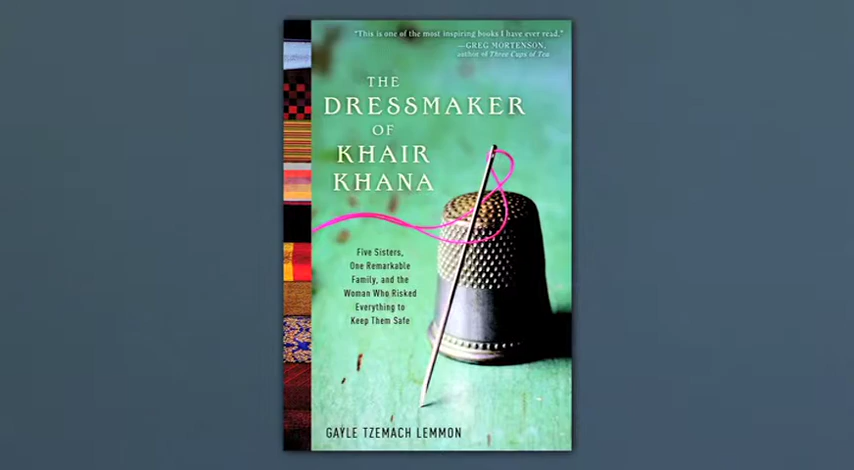 "This is one of the most inspiring books I have ever read."
—GREG MORTENSON,
author of Three Cups of Tea
THE
DRESSMAKER
OF
KHAIR
KHANA
Five Sisters,
One Remarkable
Family, and the
Woman Who Risked
Everything to
Keep Them Safe
GAYLE TZEMACH LEMMON